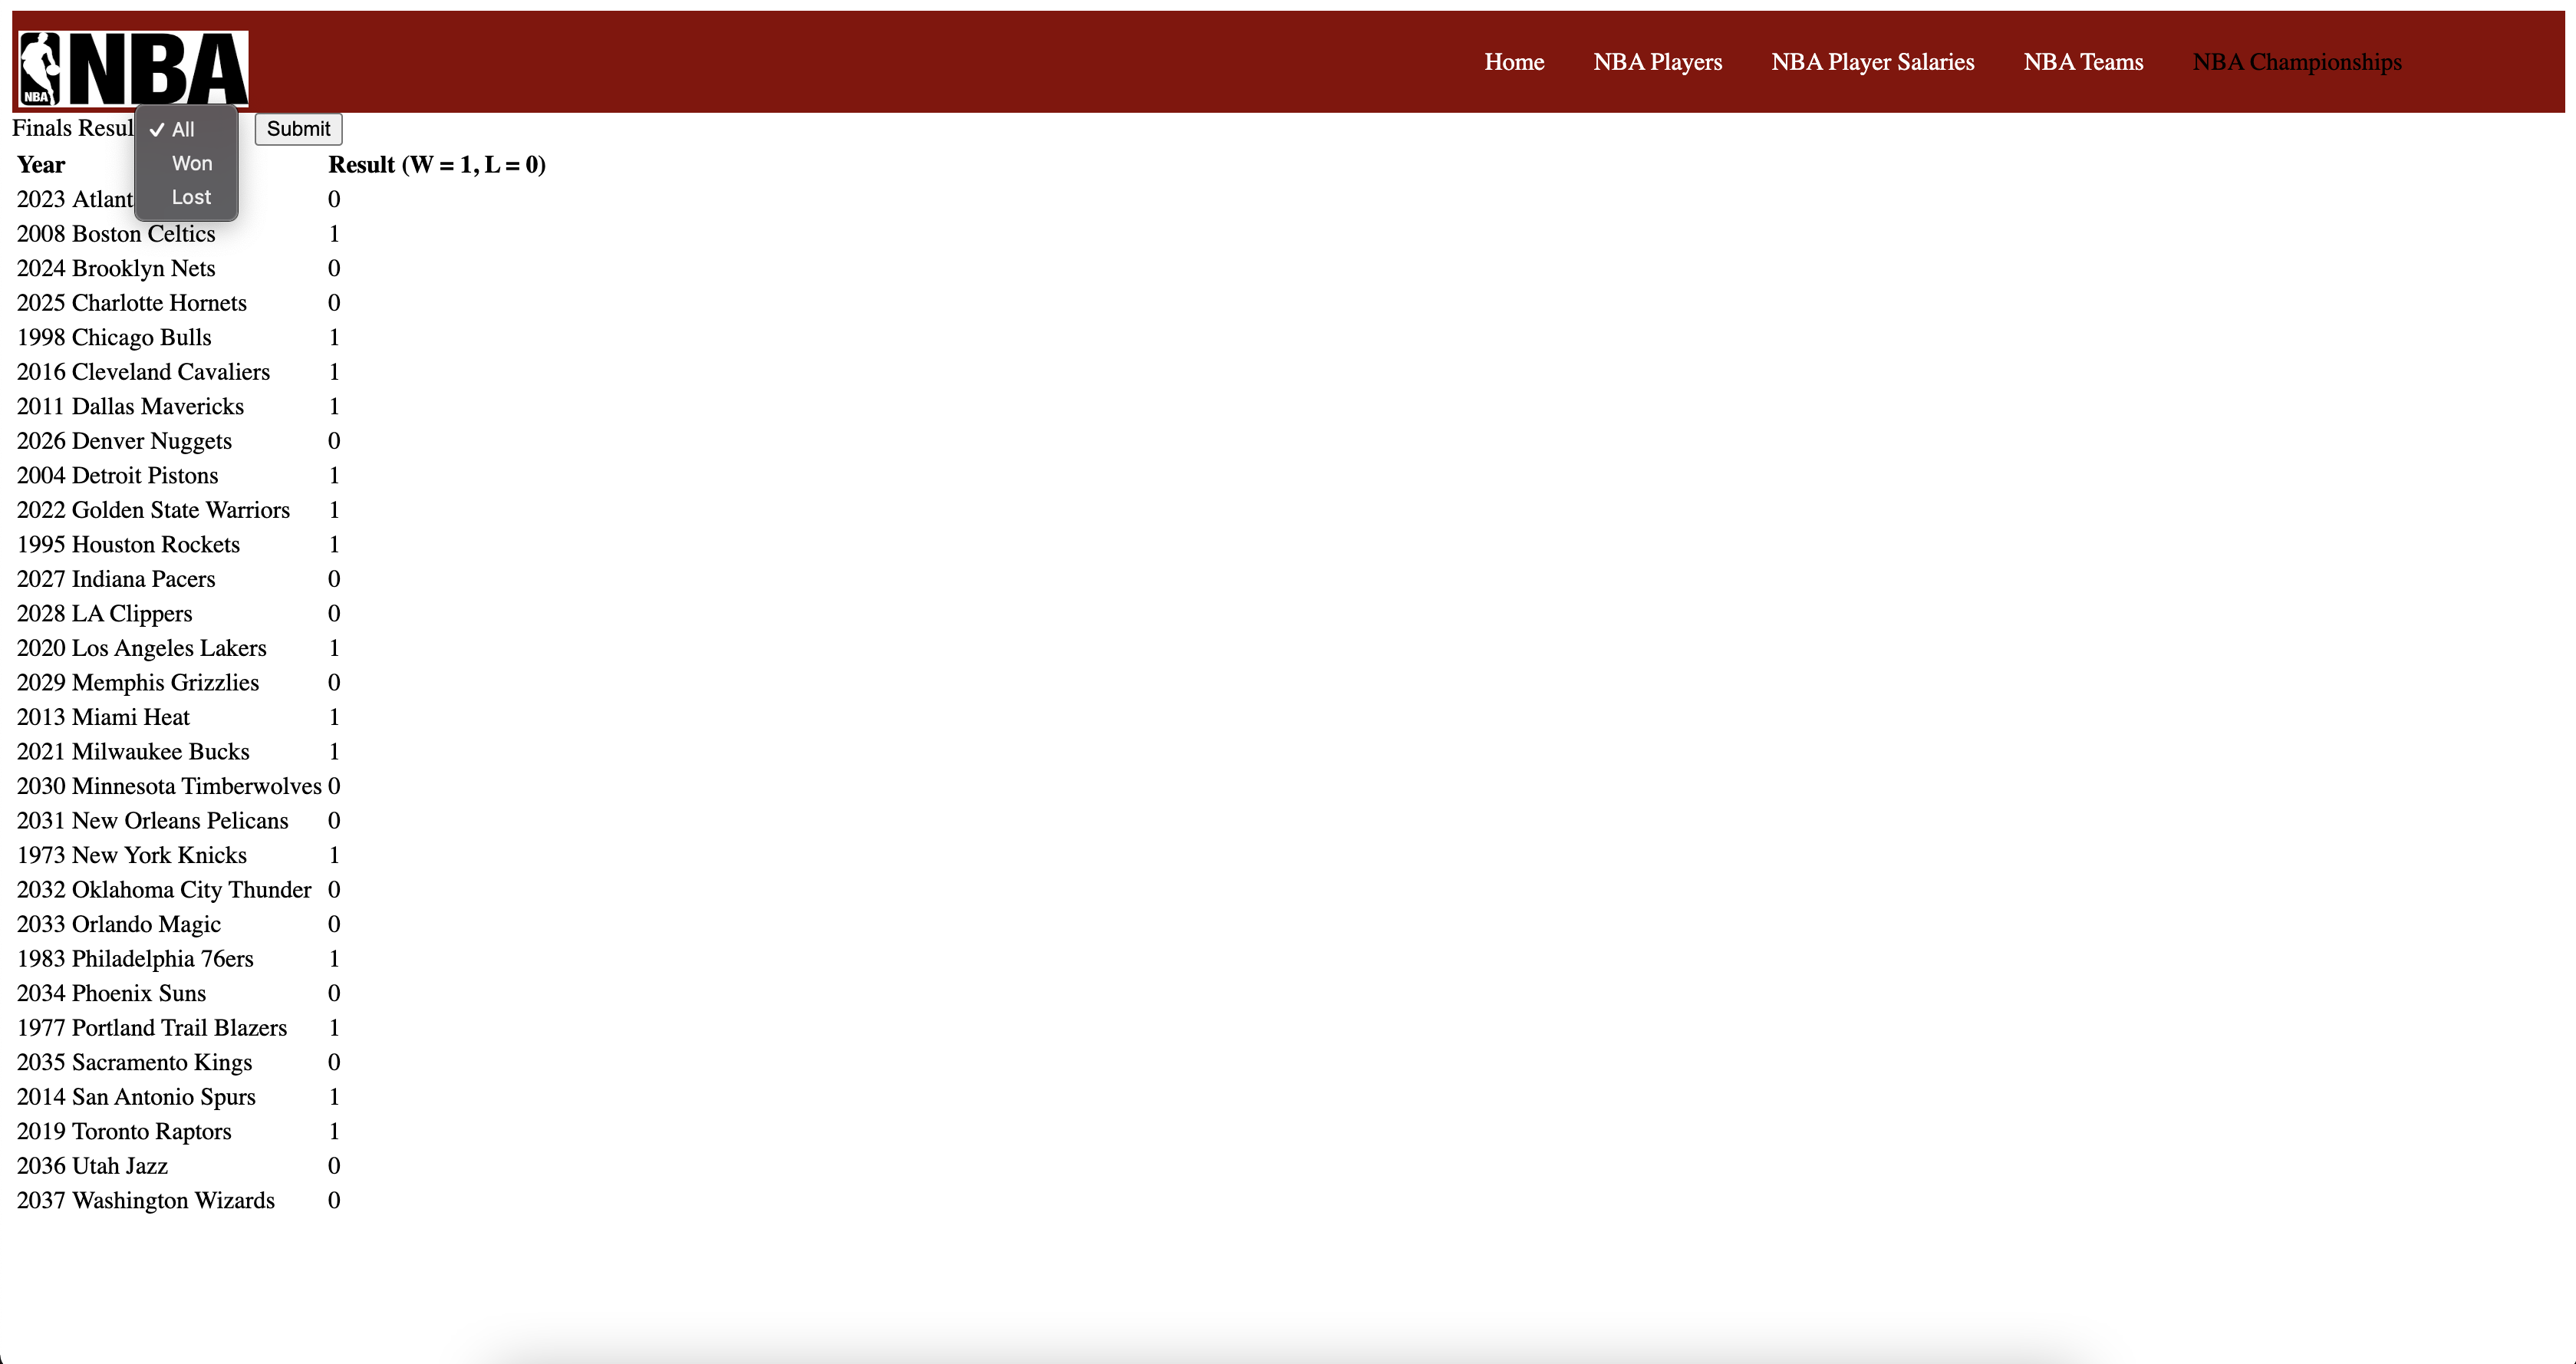 NBA NBA
Home NBA Players NBA Player Salaries NBA Teams NBA Championships
Finals Resul ✓ All Submit
Won
Lost
Year Result (W = 1, L = 0)
2023 Atlant 0
2008 Boston Celtics 1
2024 Brooklyn Nets 0
2025 Charlotte Hornets 0
1998 Chicago Bulls 1
2016 Cleveland Cavaliers 1
2011 Dallas Mavericks 1
2026 Denver Nuggets 0
2004 Detroit Pistons 1
2022 Golden State Warriors 1
1995 Houston Rockets 1
2027 Indiana Pacers 0
2028 LA Clippers 0
2020 Los Angeles Lakers 1
2029 Memphis Grizzlies 0
2013 Miami Heat 1
2021 Milwaukee Bucks 1
2030 Minnesota Timberwolves 0
2031 New Orleans Pelicans 0
1973 New York Knicks 1
2032 Oklahoma City Thunder 0
2033 Orlando Magic 0
1983 Philadelphia 76ers 1
2034 Phoenix Suns 0
1977 Portland Trail Blazers 1
2035 Sacramento Kings 0
2014 San Antonio Spurs 1
2019 Toronto Raptors 1
2036 Utah Jazz 0
2037 Washington Wizards 0